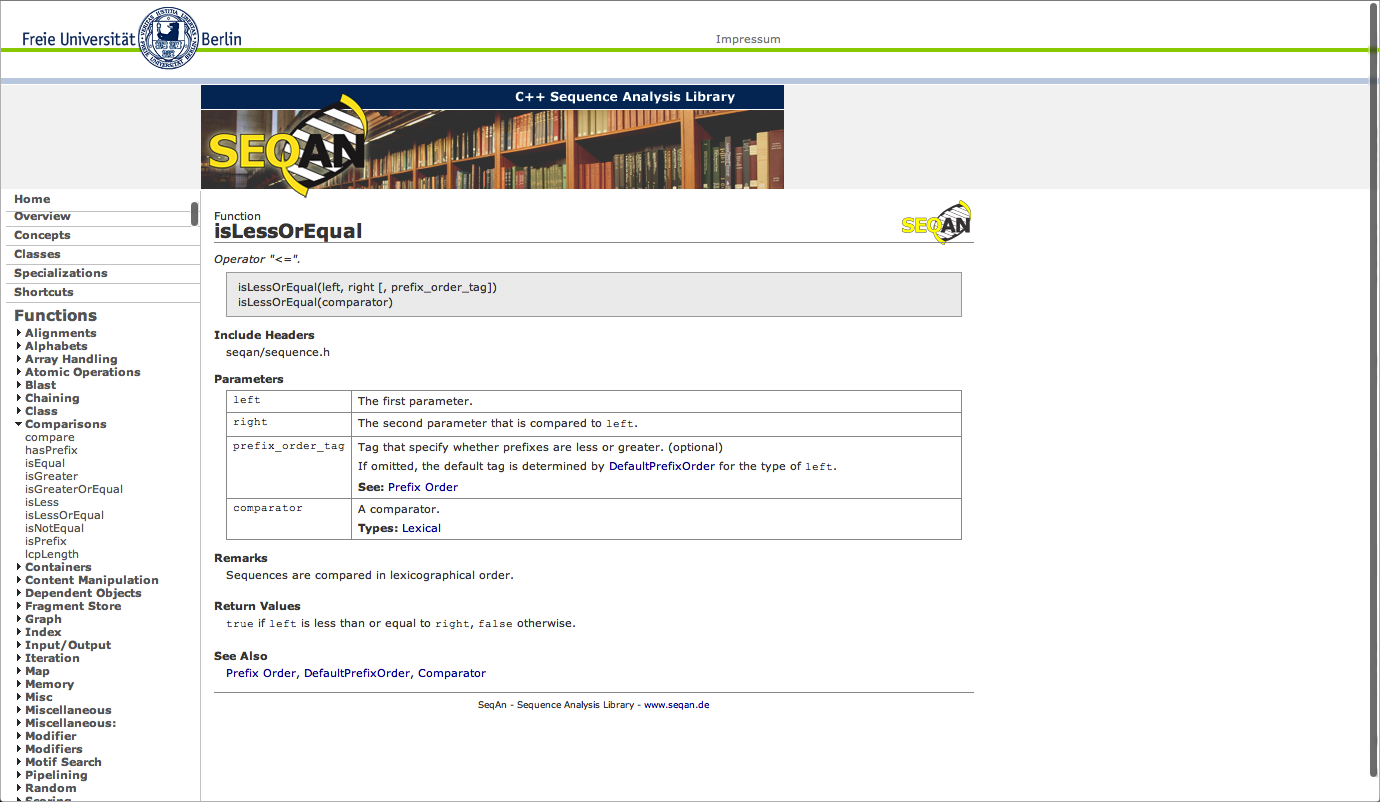 Freie Universität Berlin
Impressum
C++ Sequence Analysis Library
SEQAN
Home
Overview
Concepts
Classes
Specializations
Shortcuts
Functions
Alignments
Alphabets
Array Handling
Atomic Operations
Blast
Chaining
Class
Comparisons
compare
hasPrefix
isEqual
isGreater
isGreaterOrEqual
isLess
isLessOrEqual
isNotEqual
isPrefix
lcpLength
Containers
Content Manipulation
Dependent Objects
Fragment Store
Graph
Index
Input/Output
Iteration
Map
Memory
Misc
Miscellaneous
Miscellaneous:
Modifier
Modifiers
Motif Search
Pipelining
Random
Scoring
Function
isLessOrEqual
SEQAN
Operator "<=".
isLessOrEqual(left, right [, prefix_order_tag])
isLessOrEqual(comparator)
Include Headers
seqan/sequence.h
Parameters
left The first parameter.
right The second parameter that is compared to left.
prefix_order_tag Tag that specify whether prefixes are less or greater. (optional)
If omitted, the default tag is determined by DefaultPrefixOrder for the type of left.
See: Prefix Order
comparator A comparator.
Types: Lexical
Remarks
Sequences are compared in lexicographical order.
Return Values
true if left is less than or equal to right, false otherwise.
See Also
Prefix Order, DefaultPrefixOrder, Comparator
SeqAn - Sequence Analysis Library - www.seqan.de